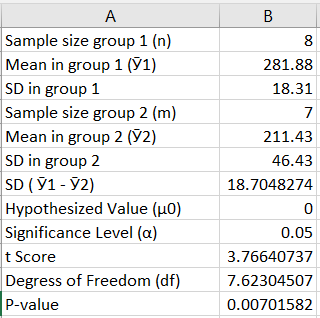 A B
Sample size group 1 (n) 8
Mean in group 1 (Ȳ1) 281.88
SD in group 1 18.31
Sample size group 2 (m) 7
Mean in group 2 (Ȳ2) 211.43
SD in group 2 46.43
SD ( Ȳ1 - Ȳ2) 18.7048274
Hypothesized Value (μ0) 0
Significance Level (α) 0.05
t Score 3.76640737
Degress of Freedom (df) 7.62304507
P-value 0.00701582